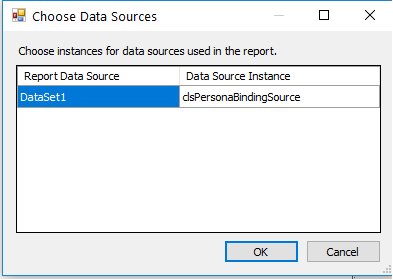 Choose Data Sources
Choose instances for data sources used in the report.
Report Data Source Data Source Instance
DataSet1 clsPersonaBindingSource
OK Cancel